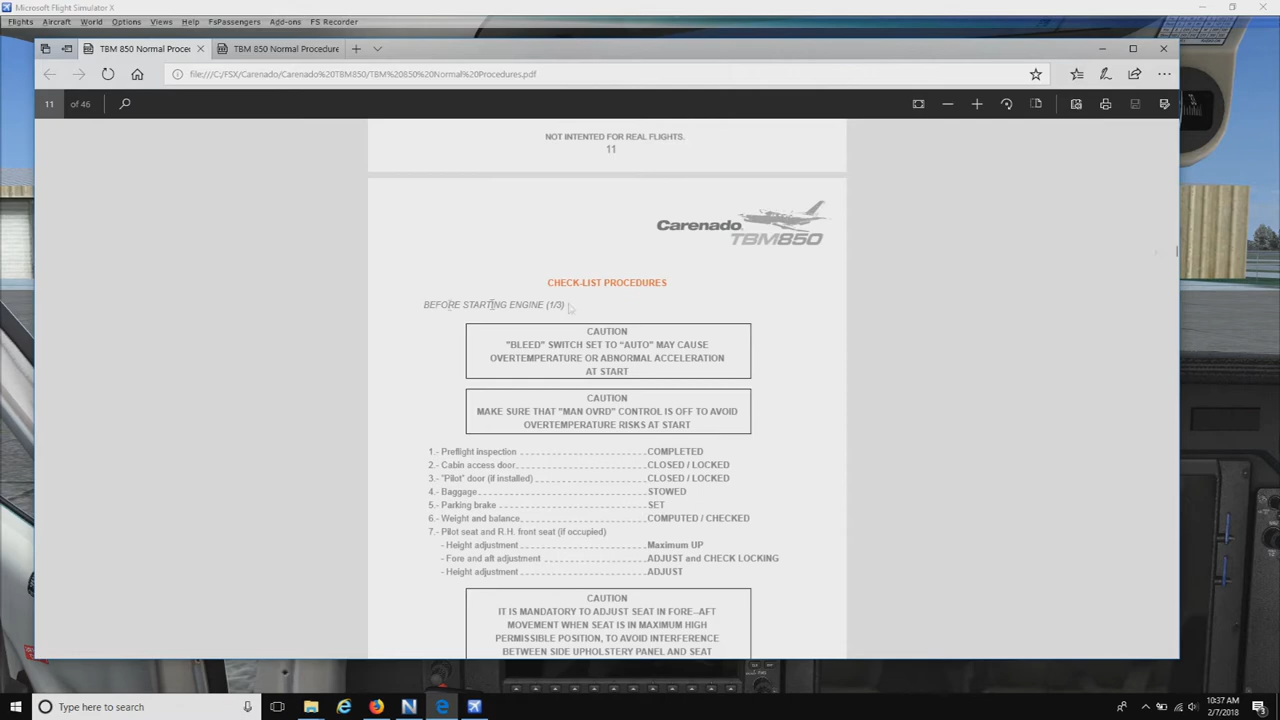 Microsoft Flight Simulator X
Flights Aircraft World Options Views Help FsPassengers Add-ons FS Recorder
TBM 850 Normal Proced
TBM 850 Normal Procedure
file:///C:/FSX/Carenado/Carenado%20TBM850/TBM%20850%20Normal%20Procedures.pdf
11 of 46
NOT INTENTED FOR REAL FLIGHTS.
11
Carenado
TBM850
CHECK-LIST PROCEDURES
BEFORE STARTING ENGINE (1/3)
CAUTION
"BLEED" SWITCH SET TO “AUTO” MAY CAUSE
OVERTEMPERATURE OR ABNORMAL ACCELERATION
AT START
CAUTION
MAKE SURE THAT "MAN OVRD" CONTROL IS OFF TO AVOID
OVERTEMPERATURE RISKS AT START
1.- Preflight inspection COMPLETED
2.- Cabin access door CLOSED / LOCKED
3.- "Pilot" door (if installed) CLOSED / LOCKED
4.- Baggage STOWED
5.- Parking brake SET
6.- Weight and balance COMPUTED / CHECKED
7.- Pilot seat and R.H. front seat (if occupied)
- Height adjustment Maximum UP
- Fore and aft adjustment ADJUST and CHECK LOCKING
- Height adjustment ADJUST
CAUTION
IT IS MANDATORY TO ADJUST SEAT IN FORE--AFT
MOVEMENT WHEN SEAT IS IN MAXIMUM HIGH
PERMISSIBLE POSITION, TO AVOID INTERFERENCE
BETWEEN SIDE UPHOLSTERY PANEL AND SEAT
Type here to search
10:37 AM
2/7/2018